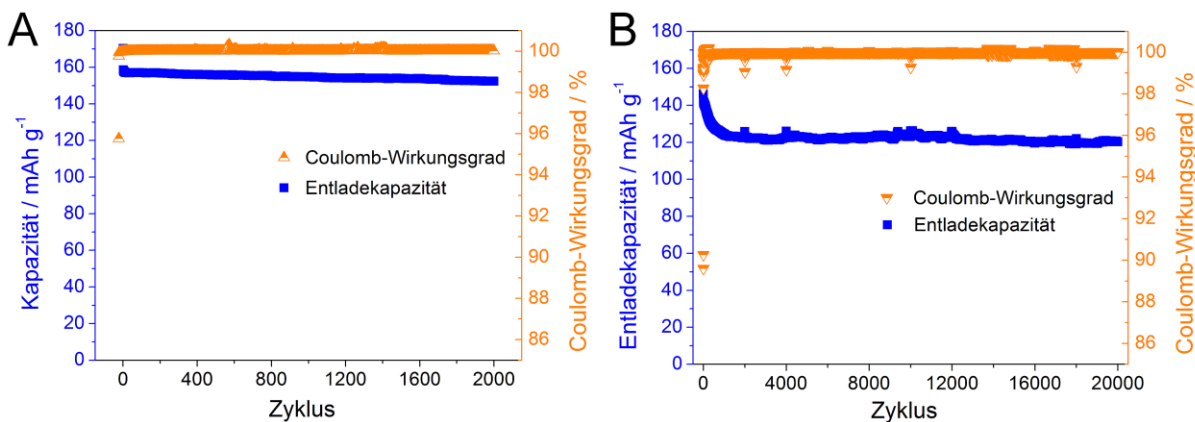 A
Kapazität / mAh g⁻¹
180
160
140
120
100
80
60
40
20
0
Coulomb-Wirkungsgrad
Entladekapazität
100
98
96
94
92
90
88
86
Coulomb-Wirkungsgrad / %
0 400 800 1200 1600 2000
Zyklus
B
Entladekapazität / mAh g⁻¹
180
160
140
120
100
80
60
40
20
0
Coulomb-Wirkungsgrad
Entladekapazität
100
98
96
94
92
90
88
86
Coulomb-Wirkungsgrad / %
0 4000 8000 12000 16000 20000
Zyklus